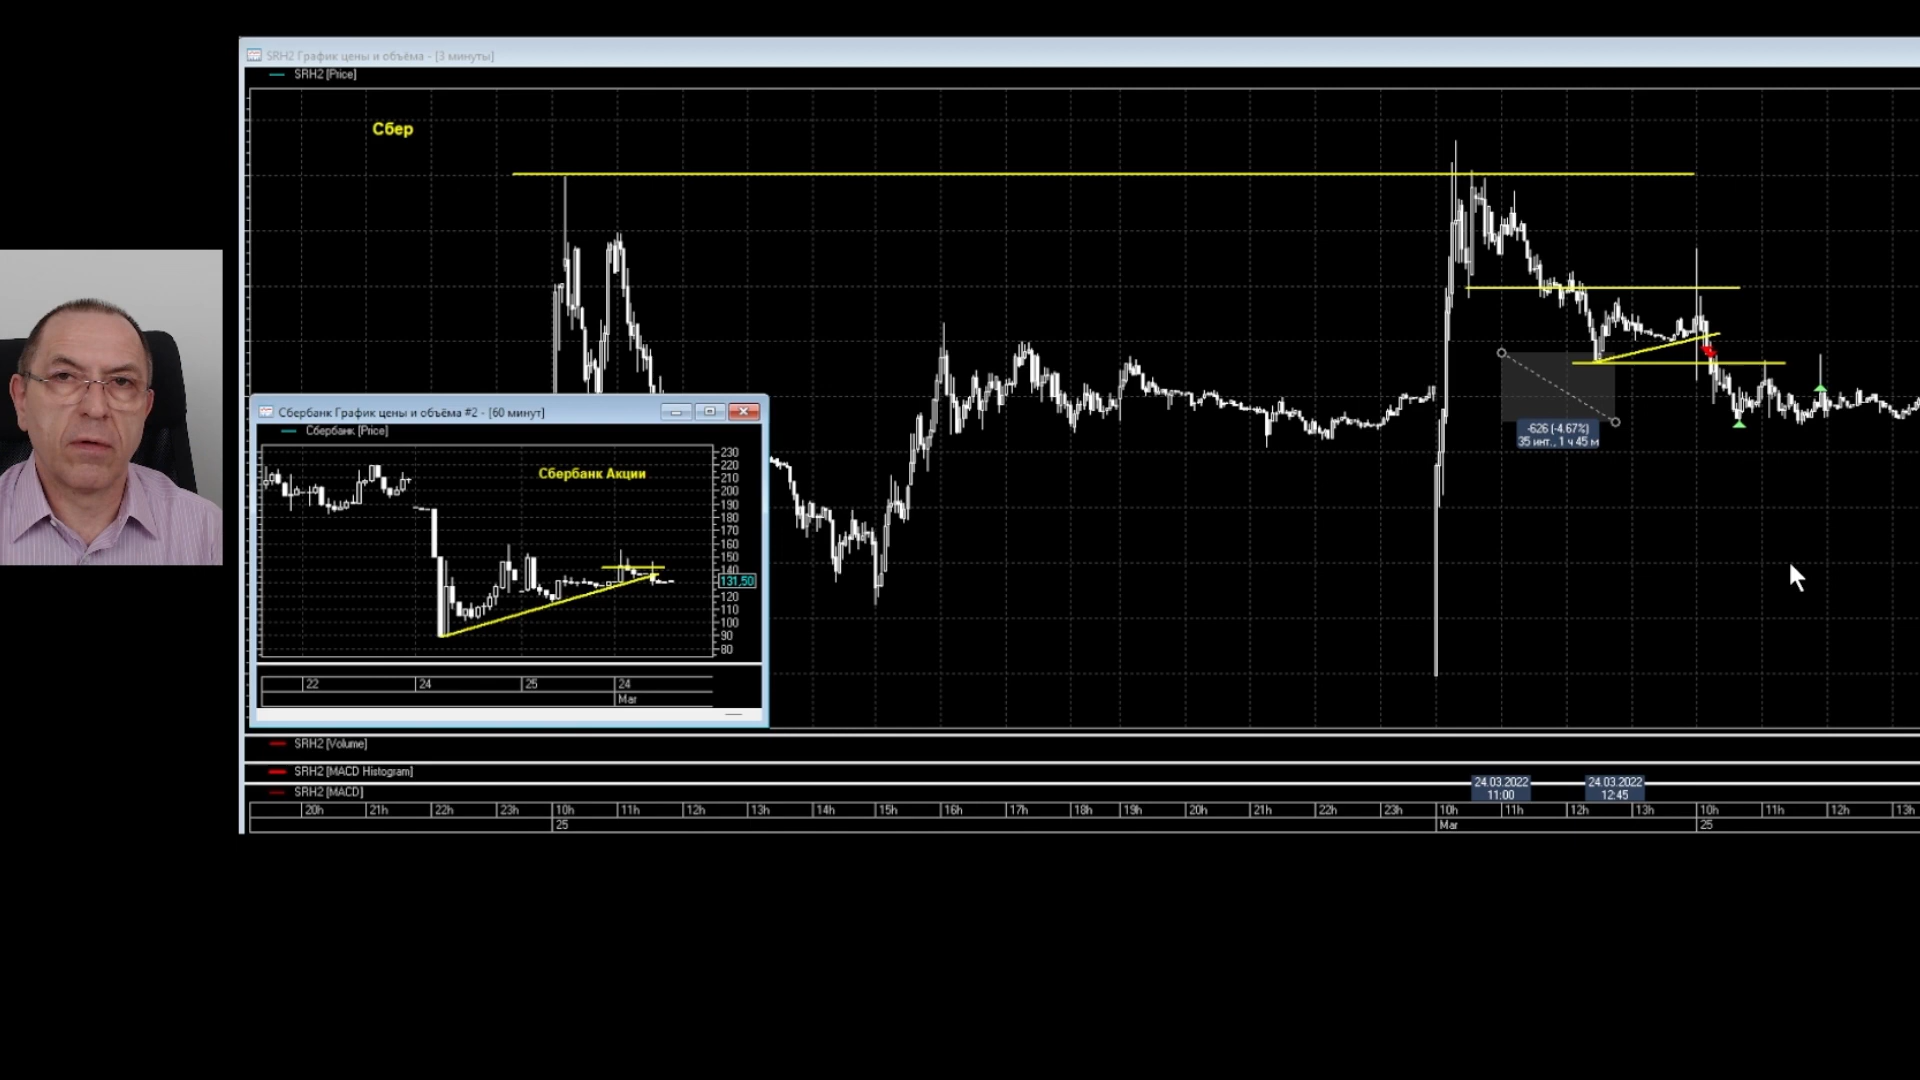 SRH2 График цены и объёма - [3 минуты]
SRH2 [Price]
Сбер
-626 (-4.67%)
35 инт., 1 ч 45 м
Сбербанк График цены и объёма #2 - [60 минут]
Сбербанк [Price]
Сбербанк Акции
230
220
210
200
190
180
170
160
150
140
131,50
120
110
100
90
80
22 24 25 24
Mar
SRH2 [Volume]
SRH2 [MACD Histogram]
SRH2 [MACD]
24.03.2022
11:00
24.03.2022
12:45
20h 21h 22h 23h 10h 11h 12h 13h 14h 15h 16h 17h 18h 19h 20h 21h 22h 23h 10h 11h 12h 13h 10h 11h 12h 13h
25 Mar 25